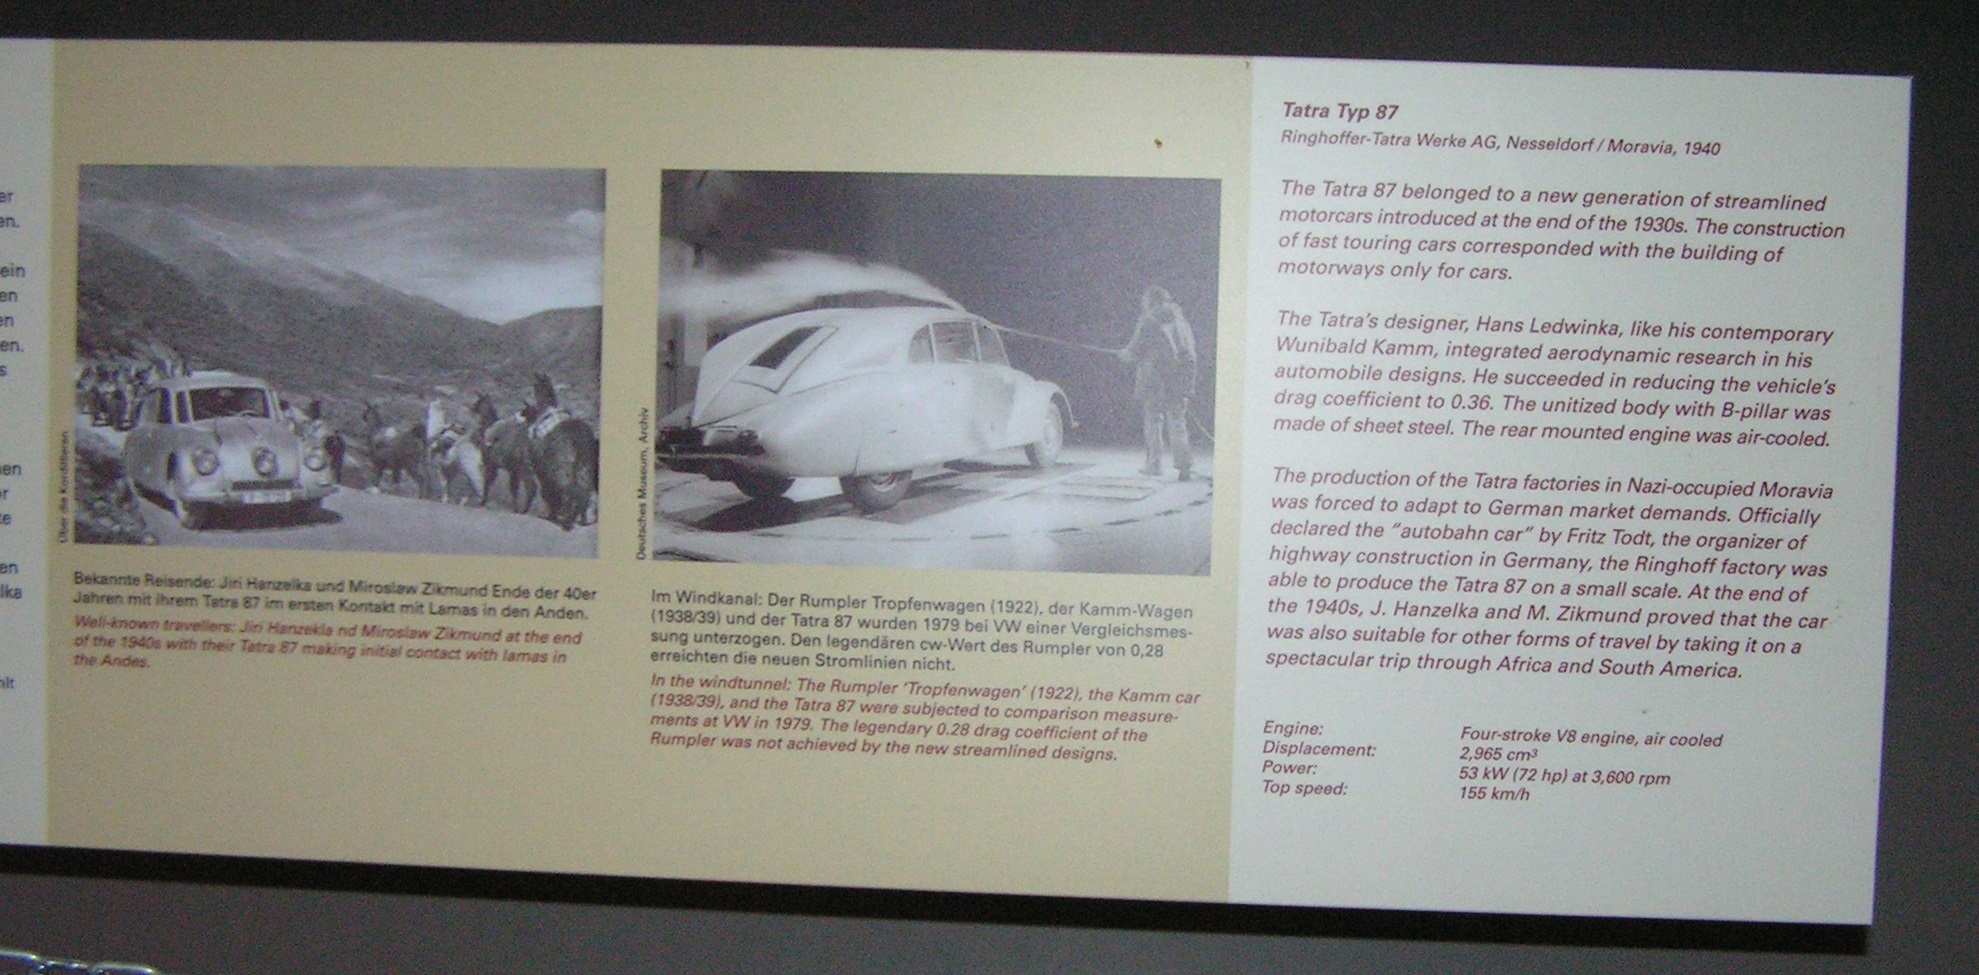 er
en.
ein
en
en
en.
s
en
r
te
en
lka
hlt
Über die Kordilleren
Bekannte Reisende: Jiri Hanzelka und Miroslaw Zikmund Ende der 40er
Jahren mit ihrem Tatra 87 im ersten Kontakt mit Lamas in den Anden.
Well-known travellers: Jiri Hanzekla nd Miroslaw Zikmund at the end
of the 1940s with their Tatra 87 making initial contact with lamas in
the Andes.
Deutsches Museum, Archiv
Im Windkanal: Der Rumpler Tropfenwagen (1922), der Kamm-Wagen
(1938/39) und der Tatra 87 wurden 1979 bei VW einer Vergleichsmes-
sung unterzogen. Den legendären cw-Wert des Rumpler von 0,28
erreichten die neuen Stromlinien nicht.
In the windtunnel: The Rumpler 'Tropfenwagen' (1922), the Kamm car
(1938/39), and the Tatra 87 were subjected to comparison measure-
ments at VW in 1979. The legendary 0.28 drag coefficient of the
Rumpler was not achieved by the new streamlined designs.
Tatra Typ 87
Ringhoffer-Tatra Werke AG, Nesseldorf / Moravia, 1940
The Tatra 87 belonged to a new generation of streamlined
motorcars introduced at the end of the 1930s. The construction
of fast touring cars corresponded with the building of
motorways only for cars.
The Tatra's designer, Hans Ledwinka, like his contemporary
Wunibald Kamm, integrated aerodynamic research in his
automobile designs. He succeeded in reducing the vehicle's
drag coefficient to 0.36. The unitized body with B-pillar was
made of sheet steel. The rear mounted engine was air-cooled.
The production of the Tatra factories in Nazi-occupied Moravia
was forced to adapt to German market demands. Officially
declared the "autobahn car" by Fritz Todt, the organizer of
highway construction in Germany, the Ringhoff factory was
able to produce the Tatra 87 on a small scale. At the end of
the 1940s, J. Hanzelka and M. Zikmund proved that the car
was also suitable for other forms of travel by taking it on a
spectacular trip through Africa and South America.
Engine: Four-stroke V8 engine, air cooled
Displacement: 2,965 cm³
Power: 53 kW (72 hp) at 3,600 rpm
Top speed: 155 km/h